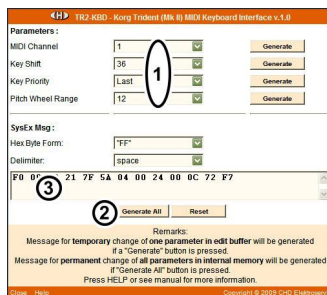 CHD TR2-KBD - Korg Trident (Mk II) MIDI Keyboard Interface v.1.0
Parameters :
MIDI Channel 1 Generate
Key Shift 36 Generate
Key Priority Last Generate
Pitch Wheel Range 12 Generate
1
SysEx Msg :
Hex Byte Form: "FF"
Delimiter: space
F0 00 21 7F 5A 04 00 24 00 0C 72 F7
3
2 Generate All Reset
Remarks:
Message for temporary change of one parameter in edit buffer will be generated
if a "Generate" button is pressed.
Message for permanent change of all parameters in internal memory will be generated
if "Generate All" button is pressed.
Press HELP or see manual for more information.
Close Help Copyright © 2009 CHD Elektroserv